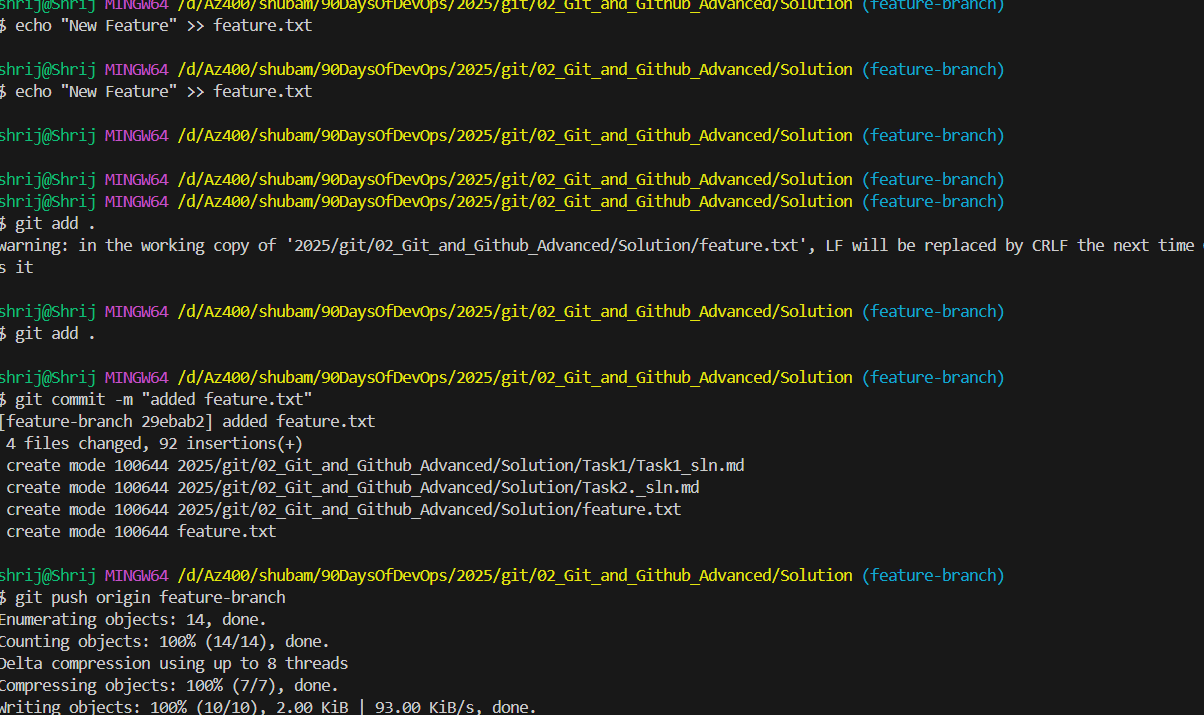 shrij@Shrij MINGW64 /d/Az400/shubam/90DaysOfDevOps/2025/git/02_Git_and_Github_Advanced/Solution (feature-branch)
$ echo "New Feature" >> feature.txt
shrij@Shrij MINGW64 /d/Az400/shubam/90DaysOfDevOps/2025/git/02_Git_and_Github_Advanced/Solution (feature-branch)
$ echo "New Feature" >> feature.txt
shrij@Shrij MINGW64 /d/Az400/shubam/90DaysOfDevOps/2025/git/02_Git_and_Github_Advanced/Solution (feature-branch)
shrij@Shrij MINGW64 /d/Az400/shubam/90DaysOfDevOps/2025/git/02_Git_and_Github_Advanced/Solution (feature-branch)
shrij@Shrij MINGW64 /d/Az400/shubam/90DaysOfDevOps/2025/git/02_Git_and_Github_Advanced/Solution (feature-branch)
$ git add .
warning: in the working copy of '2025/git/02_Git_and_Github_Advanced/Solution/feature.txt', LF will be replaced by CRLF the next time
s it
shrij@Shrij MINGW64 /d/Az400/shubam/90DaysOfDevOps/2025/git/02_Git_and_Github_Advanced/Solution (feature-branch)
$ git add .
shrij@Shrij MINGW64 /d/Az400/shubam/90DaysOfDevOps/2025/git/02_Git_and_Github_Advanced/Solution (feature-branch)
$ git commit -m "added feature.txt"
[feature-branch 29ebab2] added feature.txt
4 files changed, 92 insertions(+)
create mode 100644 2025/git/02_Git_and_Github_Advanced/Solution/Task1/Task1_sln.md
create mode 100644 2025/git/02_Git_and_Github_Advanced/Solution/Task2._sln.md
create mode 100644 2025/git/02_Git_and_Github_Advanced/Solution/feature.txt
create mode 100644 feature.txt
shrij@Shrij MINGW64 /d/Az400/shubam/90DaysOfDevOps/2025/git/02_Git_and_Github_Advanced/Solution (feature-branch)
$ git push origin feature-branch
Enumerating objects: 14, done.
Counting objects: 100% (14/14), done.
Delta compression using up to 8 threads
Compressing objects: 100% (7/7), done.
Writing objects: 100% (10/10), 2.00 KiB | 93.00 KiB/s, done.